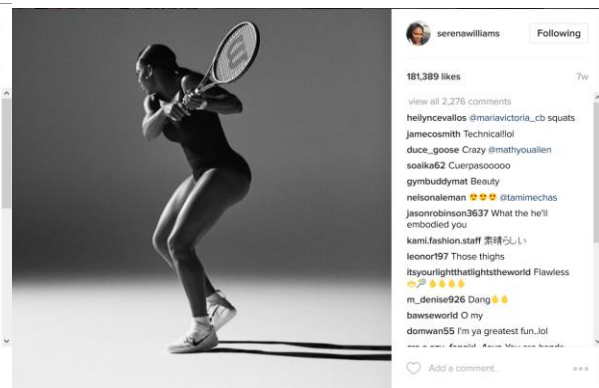 W
serenawilliams
Following
181,389 likes
7w
view all 2,276 comments
heilyncevallos @mariavictoria_cb squats
jamecosmith Technical!lol
duce_goose Crazy @mathyouallen
soaika62 Cuerpasooooo
gymbuddymat Beauty
nelsonaleman 😍😍😍 @tamimechas
jasonrobinson3637 What the he'll
embodied you
kami.fashion.staff 素晴らしい
leonor197 Those thighs
itsyourlightthatlightstheworld Flawless
m_denise926 Dang
bawseworld O my
domwan55 I'm ya greatest fun..lol
Add a comment...